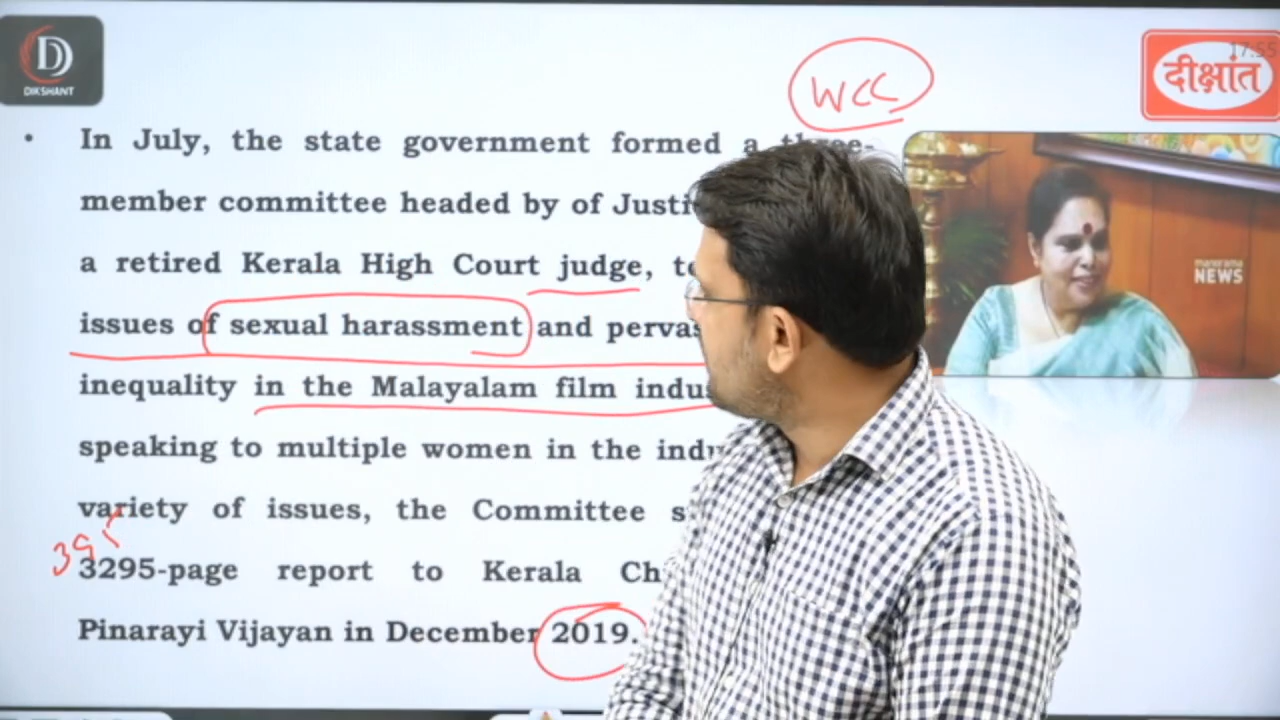 D
DIKSHANT
WCC
17:55
दीक्षांत
• In July, the state government formed a three-
member committee headed by of Justi
a retired Kerala High Court judge,
issues of sexual harassment and pervas
inequality in the Malayalam film indus
speaking to multiple women in the indu
variety of issues, the Committee s
395
3295-page report to Kerala Ch
Pinarayi Vijayan in December 2019.
manorama
NEWS